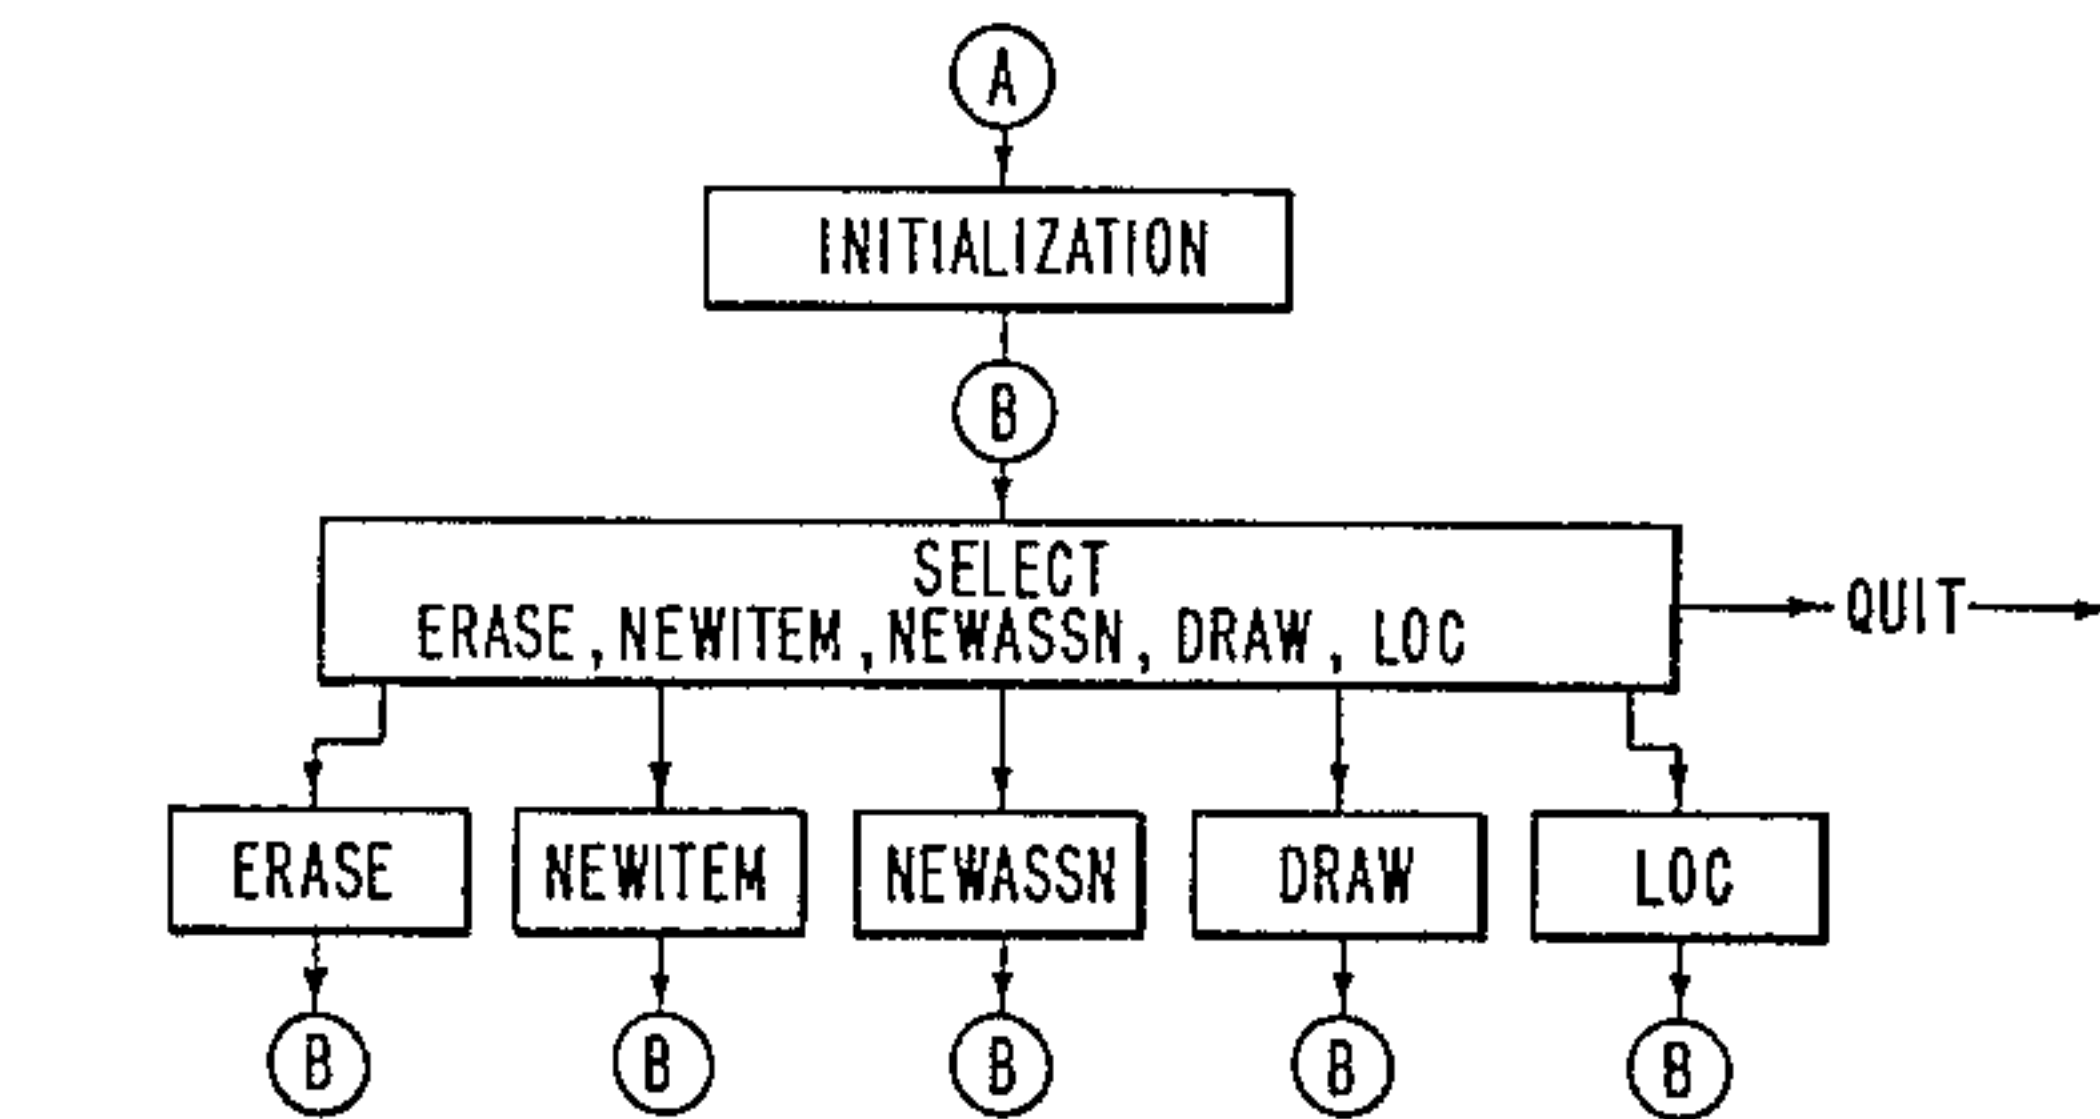 A
INITIALIZATION
B
SELECT
ERASE, NEWITEM, NEWASSN, DRAW, LOC
QUIT
ERASE
NEWITEM
NEWASSN
DRAW
LOC
B
B
B
B
B